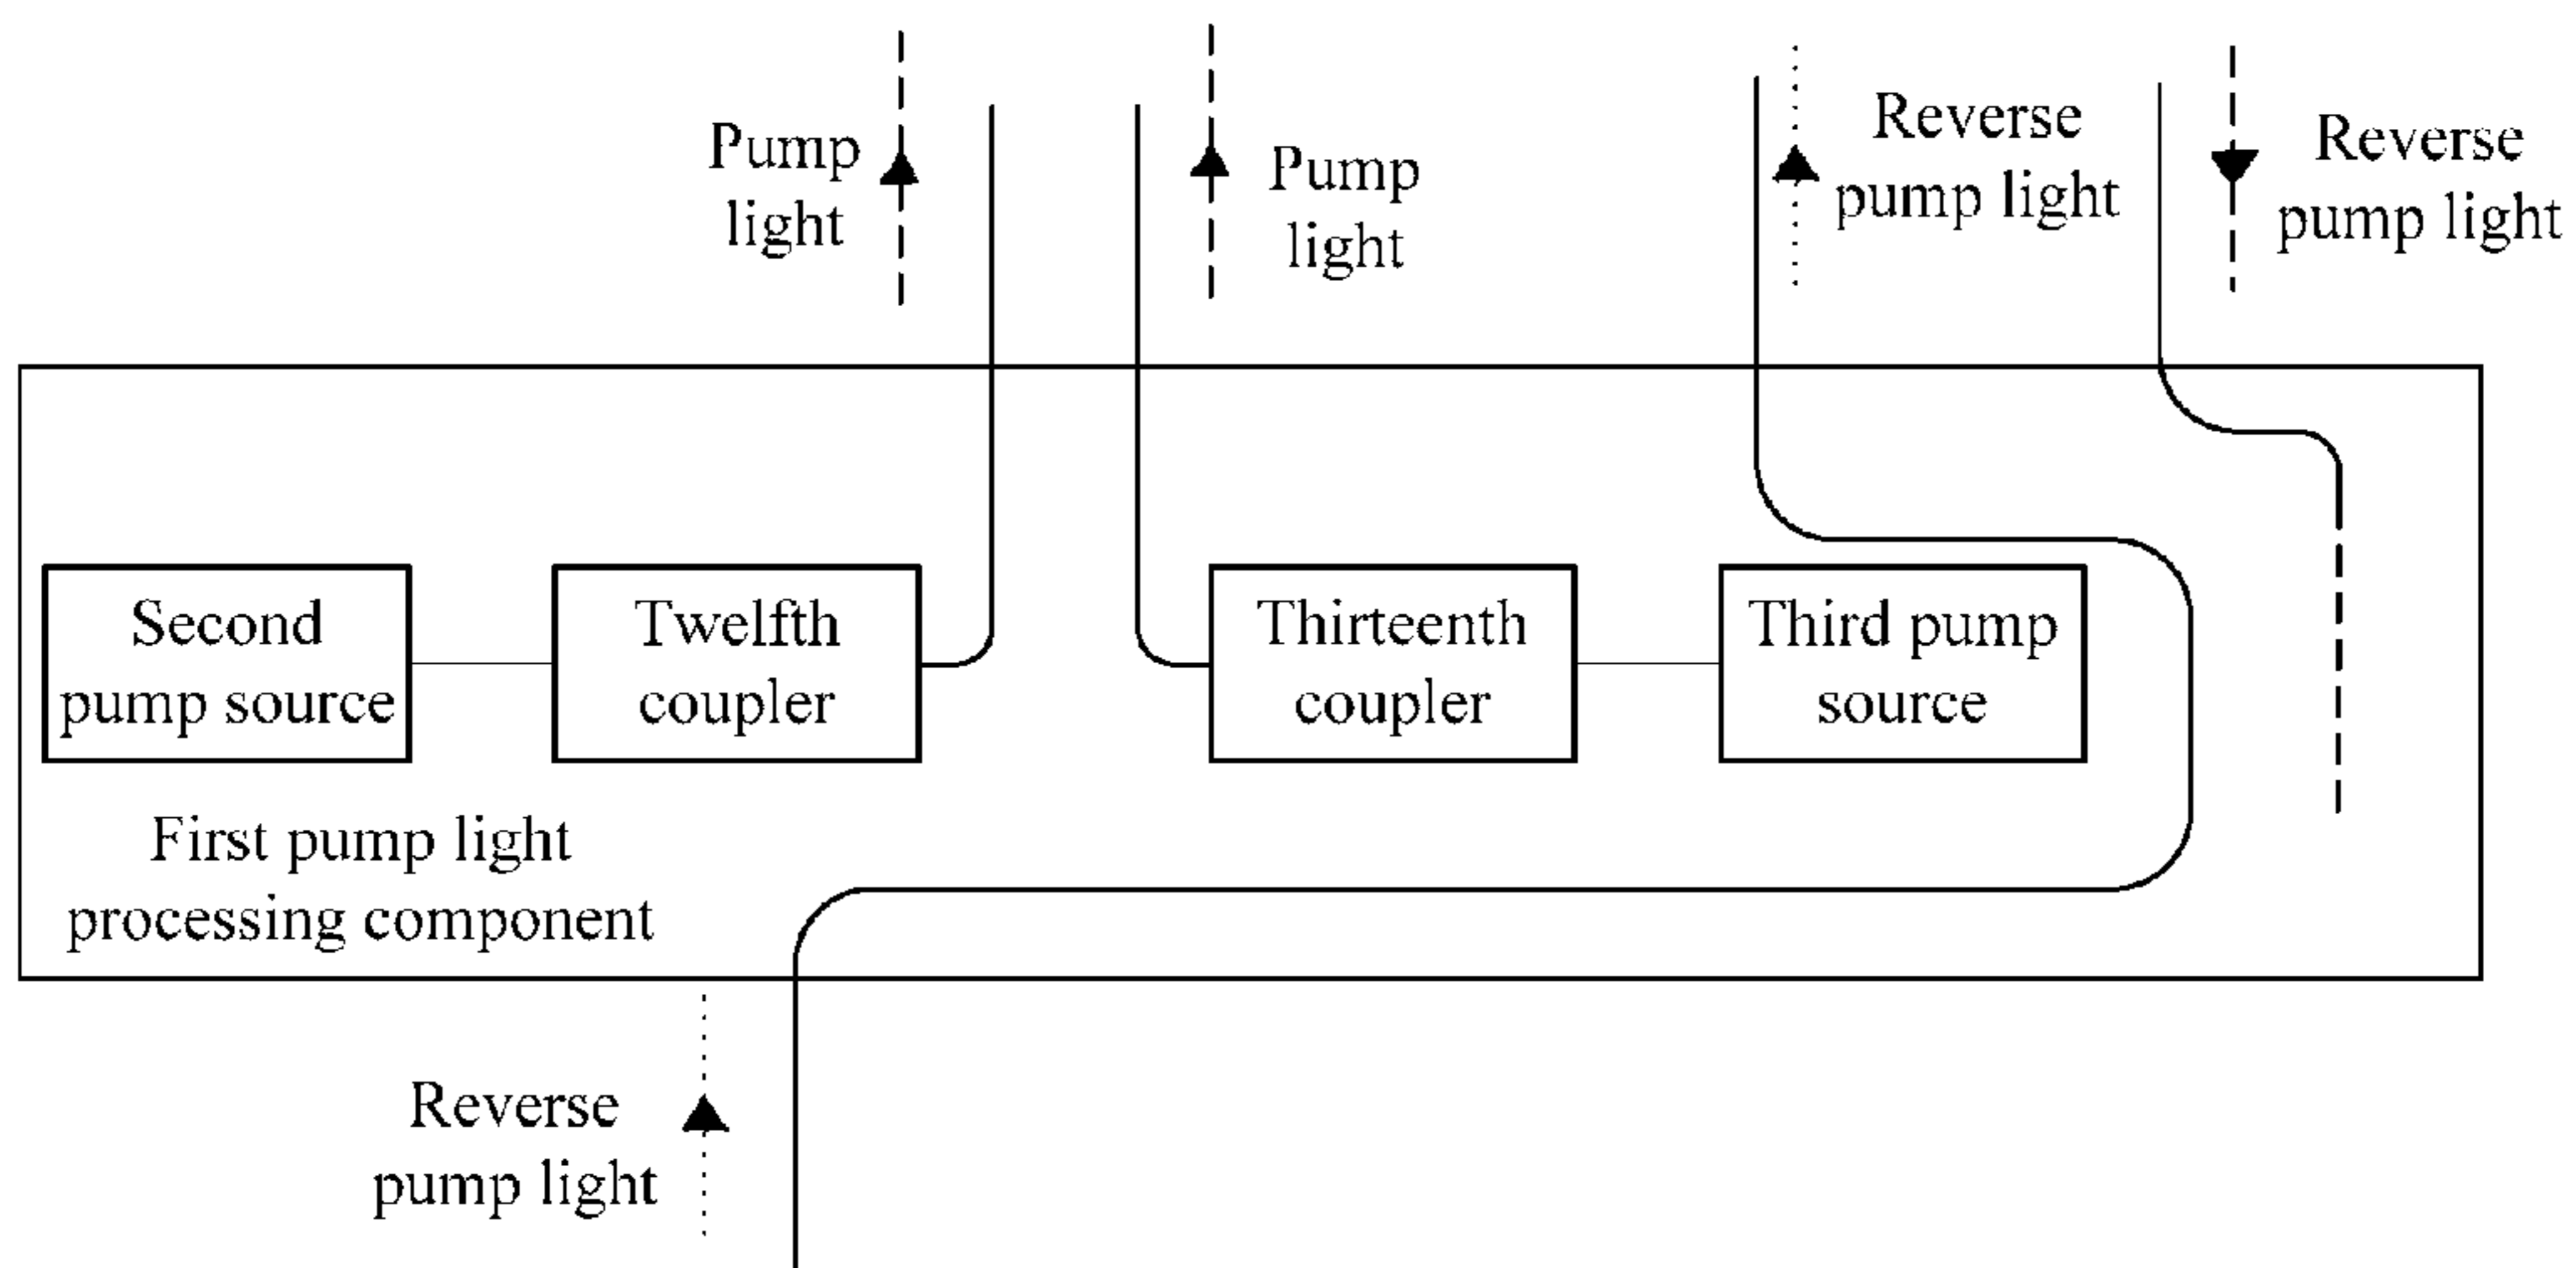 Pump
light
Pump
light
Reverse
pump light
Reverse
pump light
Second
pump source
Twelfth
coupler
Thirteenth
coupler
Third pump
source
First pump light
processing component
Reverse
pump light